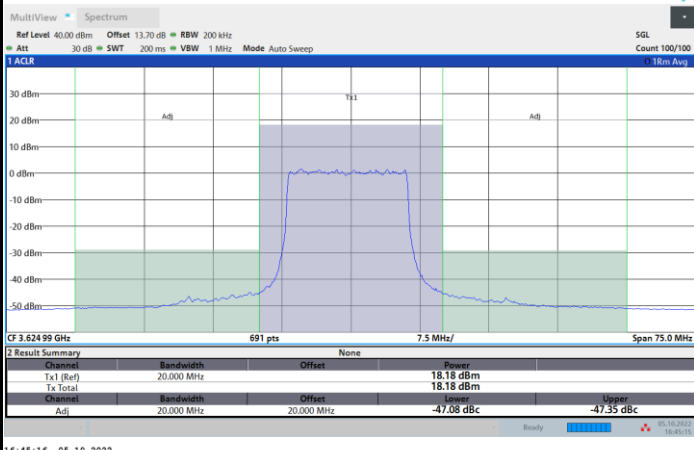 MultiView Spectrum
Ref Level 40.00 dBm Offset 13.70 dB RBW 200 kHz SGL
Att 30 dB SWT 200 ms VBW 1 MHz Mode Auto Sweep Count 100/100
1 ACLR 1Rm Avg
30 dBm
Tx1
20 dBm Adj Adj
10 dBm
0 dBm
-10 dBm
-20 dBm
-30 dBm
-40 dBm
-50 dBm
CF 3.624 99 GHz 691 pts 7.5 MHz/ Span 75.0 MHz
2 Result Summary None
Channel Bandwidth Offset Power
Tx1 (Ref) 20.000 MHz 18.18 dBm
Tx Total 18.18 dBm
Channel Bandwidth Offset Lower Upper
Adj 20.000 MHz 20.000 MHz -47.08 dBc -47.35 dBc
Ready 05.10.2022
16:45:15
16:45:16 05.10.2022